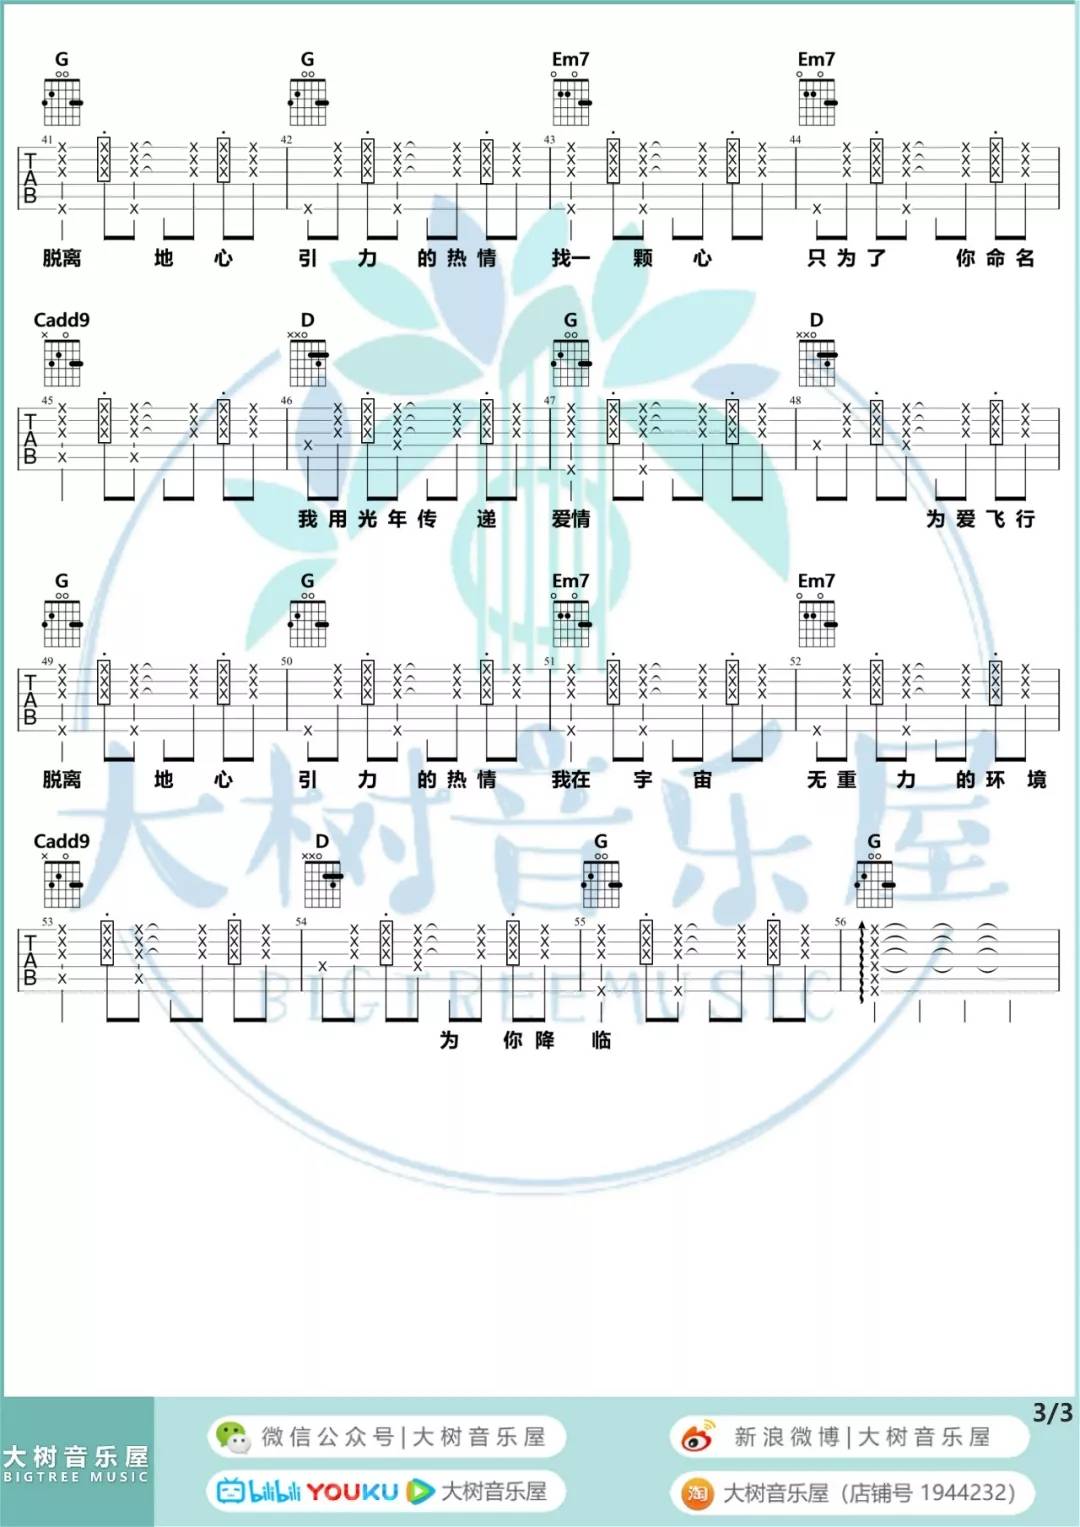 G G Em7 Em7
41 42 43 44
TAB
脱离 地 心 引 力 的 热 情 找一 颗 心 只 为 了 你 命 名
Cadd9 D G D
45 46 47 48
TAB
我 用 光 年 传 递 爱情 为 爱 飞 行
G G Em7 Em7
49 50 51 52
TAB
脱离 地 心 引 力 的 热 情 我在 宇 宙 无 重 力 的 环 境
Cadd9 D G G
53 54 55 56
TAB
为 你 降 临
大树音乐屋
BIGTREEMUSIC
3/3
大树音乐屋
BIGTREE MUSIC
微信公众号|大树音乐屋
新浪微博|大树音乐屋
bilibili YOUKU 大树音乐屋
淘 大树音乐屋（店铺号 1944232）